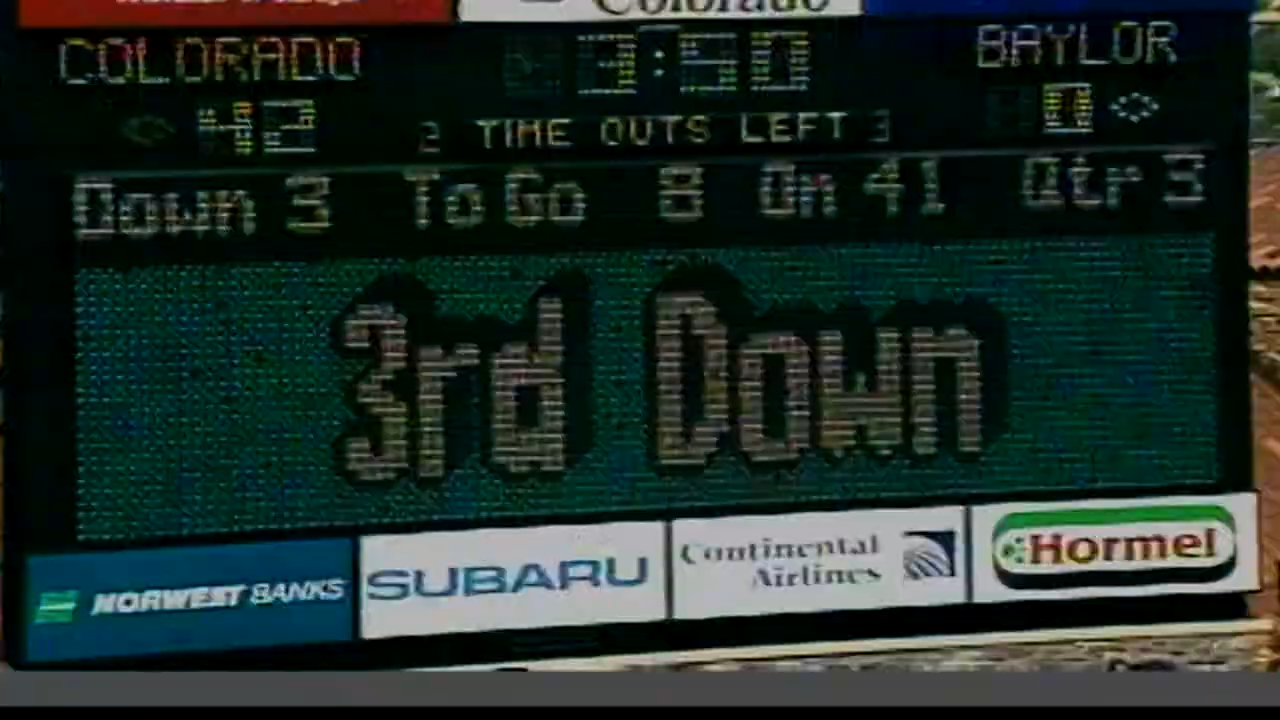 Colorado
COLORADO :50 BAYLOR
42 2 TIME OUTS LEFT 3 0
Down 3 To Go 8 On 41 Qtr 3
3rd Down
NORWEST BANKS SUBARU Continental Airlines Hormel